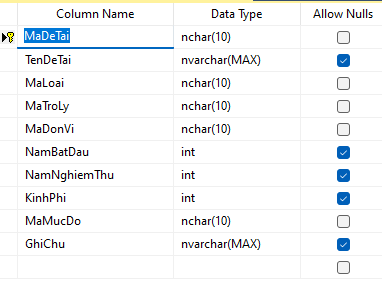 Column Name Data Type Allow Nulls
MaDeTai nchar(10)
TenDeTai nvarchar(MAX)
MaLoai nchar(10)
MaTroLy nchar(10)
MaDonVi nchar(10)
NamBatDau int
NamNghiemThu int
KinhPhi int
MaMucDo nchar(10)
GhiChu nvarchar(MAX)